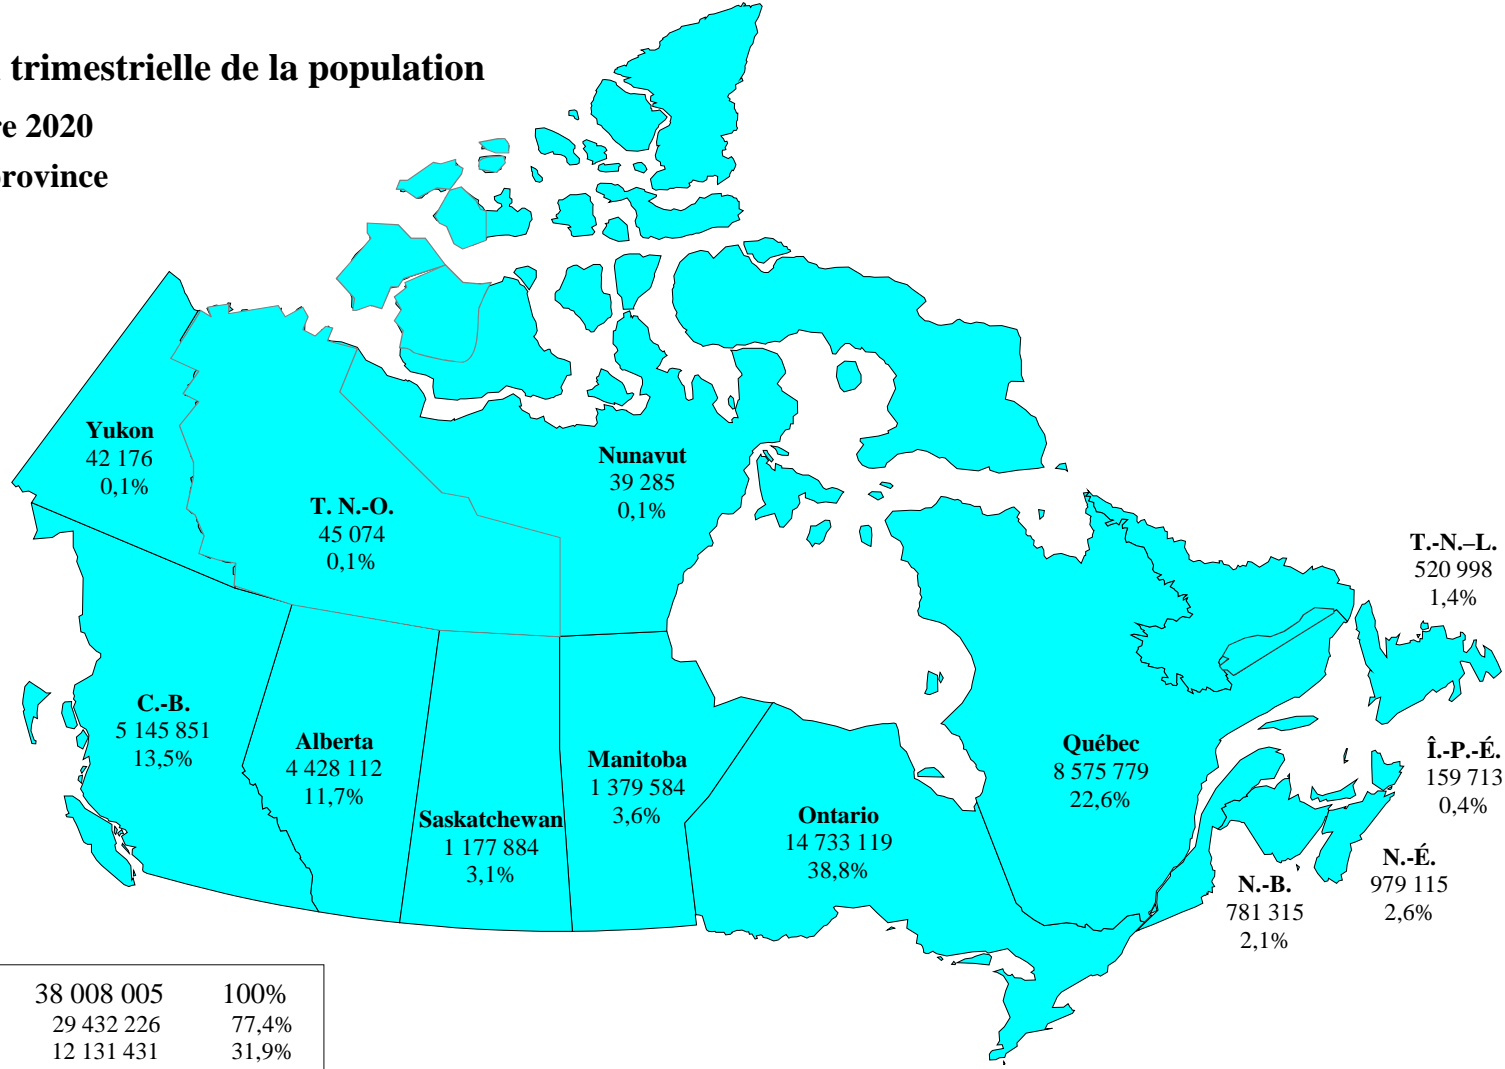 trimestrielle de la population
re 2020
province
Yukon
42 176
0,1%
T. N.-O.
45 074
0,1%
Nunavut
39 285
0,1%
T.-N.–L.
520 998
1,4%
C.-B.
5 145 851
13,5%
Alberta
4 428 112
11,7%
Saskatchewan
1 177 884
3,1%
Manitoba
1 379 584
3,6%
Ontario
14 733 119
38,8%
Québec
8 575 779
22,6%
Î.-P.-É.
159 713
0,4%
N.-É.
979 115
2,6%
N.-B.
781 315
2,1%
38 008 005 100%
29 432 226 77,4%
12 131 431 31,9%